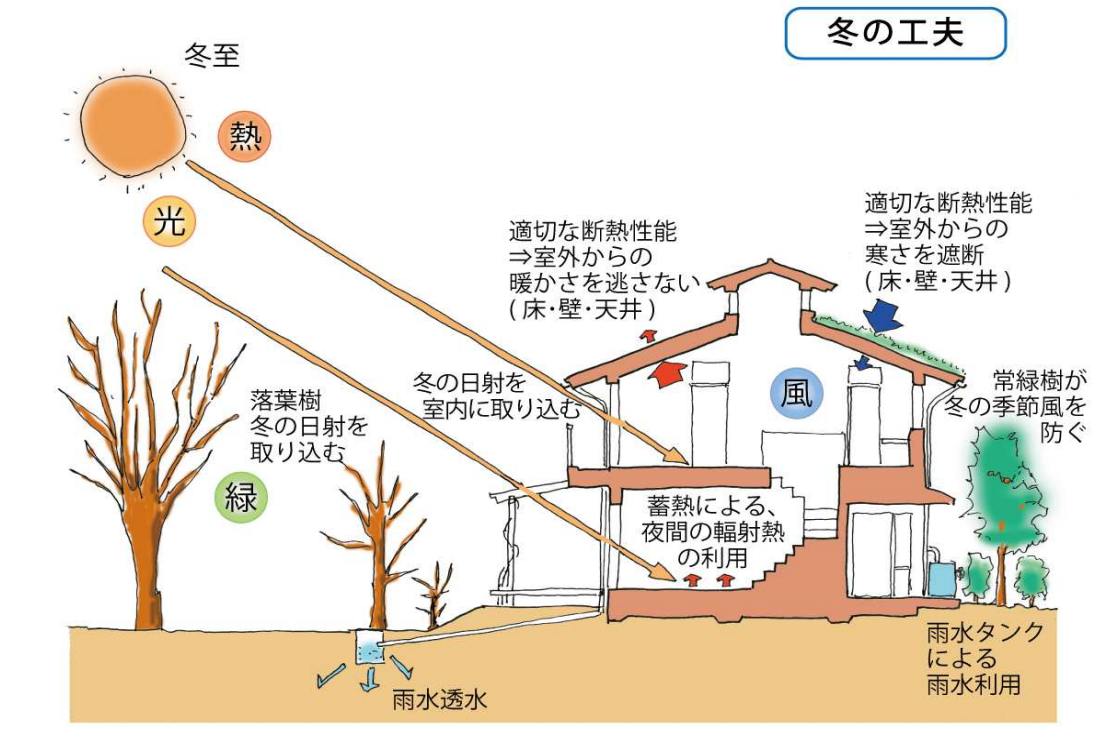 冬の工夫
冬至
熱
光
適切な断熱性能
⇒室外からの
暖かさを逃さない
(床・壁・天井)
適切な断熱性能
⇒室外からの
寒さを遮断
(床・壁・天井)
落葉樹
冬の日射を
取り込む
緑
冬の日射を
室内に取り込む
風
常緑樹が
冬の季節風を
防ぐ
蓄熱による、
夜間の輻射熱
の利用
雨水タンク
による
雨水利用
雨水透水